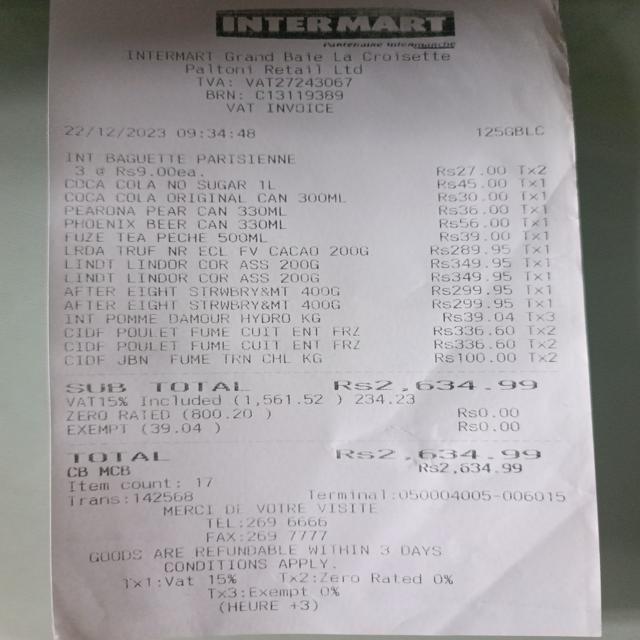 INTERMART
Partenaire Intermarché
INTERMART Grand Baie La Croisette
Paltoni Retail Ltd
TVA: VAT27243067
BRN: C13119389
VAT INVOICE
22/12/2023 09:34:48 125GBLC
INT BAGUETTE PARISIENNE
3 @ Rs9.00ea. Rs27.00 Tx2
COCA COLA NO SUGAR 1L Rs45.00 Tx1
COCA COLA ORIGINAL CAN 300ML Rs30.00 Tx1
PEARONA PEAR CAN 330ML Rs36.00 Tx1
PHOENIX BEER CAN 330ML Rs56.00 Tx1
FUZE TEA PECHE 500ML Rs39.00 Tx1
LRDA TRUF NR ECL FV CACAO 200G Rs289.95 Tx1
LINDT LINDOR COR ASS 200G Rs349.95 Tx1
LINDT LINDOR COR ASS 200G Rs349.95 Tx1
AFTER EIGHT STRWBRY&MT 400G Rs299.95 Tx1
AFTER EIGHT STRWBRY&MT 400G Rs299.95 Tx1
INT POMME DAMOUR HYDRO KG Rs39.04 Tx3
CIDF POULET FUME CUIT ENT FRZ Rs336.60 Tx2
CIDF POULET FUME CUIT ENT FRZ Rs336.60 Tx2
CIDF JBN FUME TRN CHL KG Rs100.00 Tx2
SUB TOTAL Rs2,634.99
VAT15% Included (1,561.52 ) 234.23
ZERO RATED (800.20 ) Rs0.00
EXEMPT (39.04 ) Rs0.00
TOTAL Rs2,634.99
CB MCB Rs2,634.99
Item count: 17
Trans:142568 Terminal:050004005-006015
MERCI DE VOTRE VISITE
TEL:269 6666
FAX:269 7777
GOODS ARE REFUNDABLE WITHIN 3 DAYS
CONDITIONS APPLY.
Tx1:Vat 15% Tx2:Zero Rated 0%
Tx3:Exempt 0%
(HEURE +3)